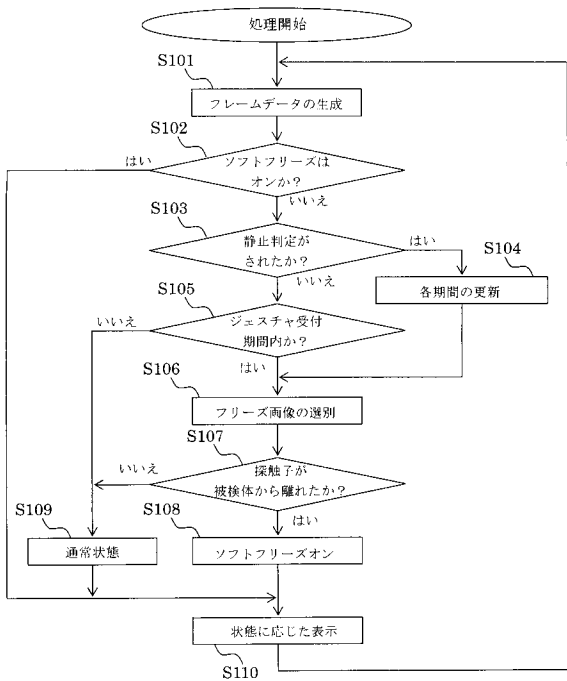 処理開始
S101
フレームデータの生成
S102
はい
ソフトフリーズは
オンか？
いいえ
S103
静止判定が
されたか？
はい
S104
各期間の更新
いいえ
S105
いいえ
ジェスチャ受付
期間内か？
はい
S106
フリーズ画像の選別
S107
いいえ
探触子が
被検体から離れたか？
はい
S109
通常状態
S108
ソフトフリーズオン
状態に応じた表示
S110